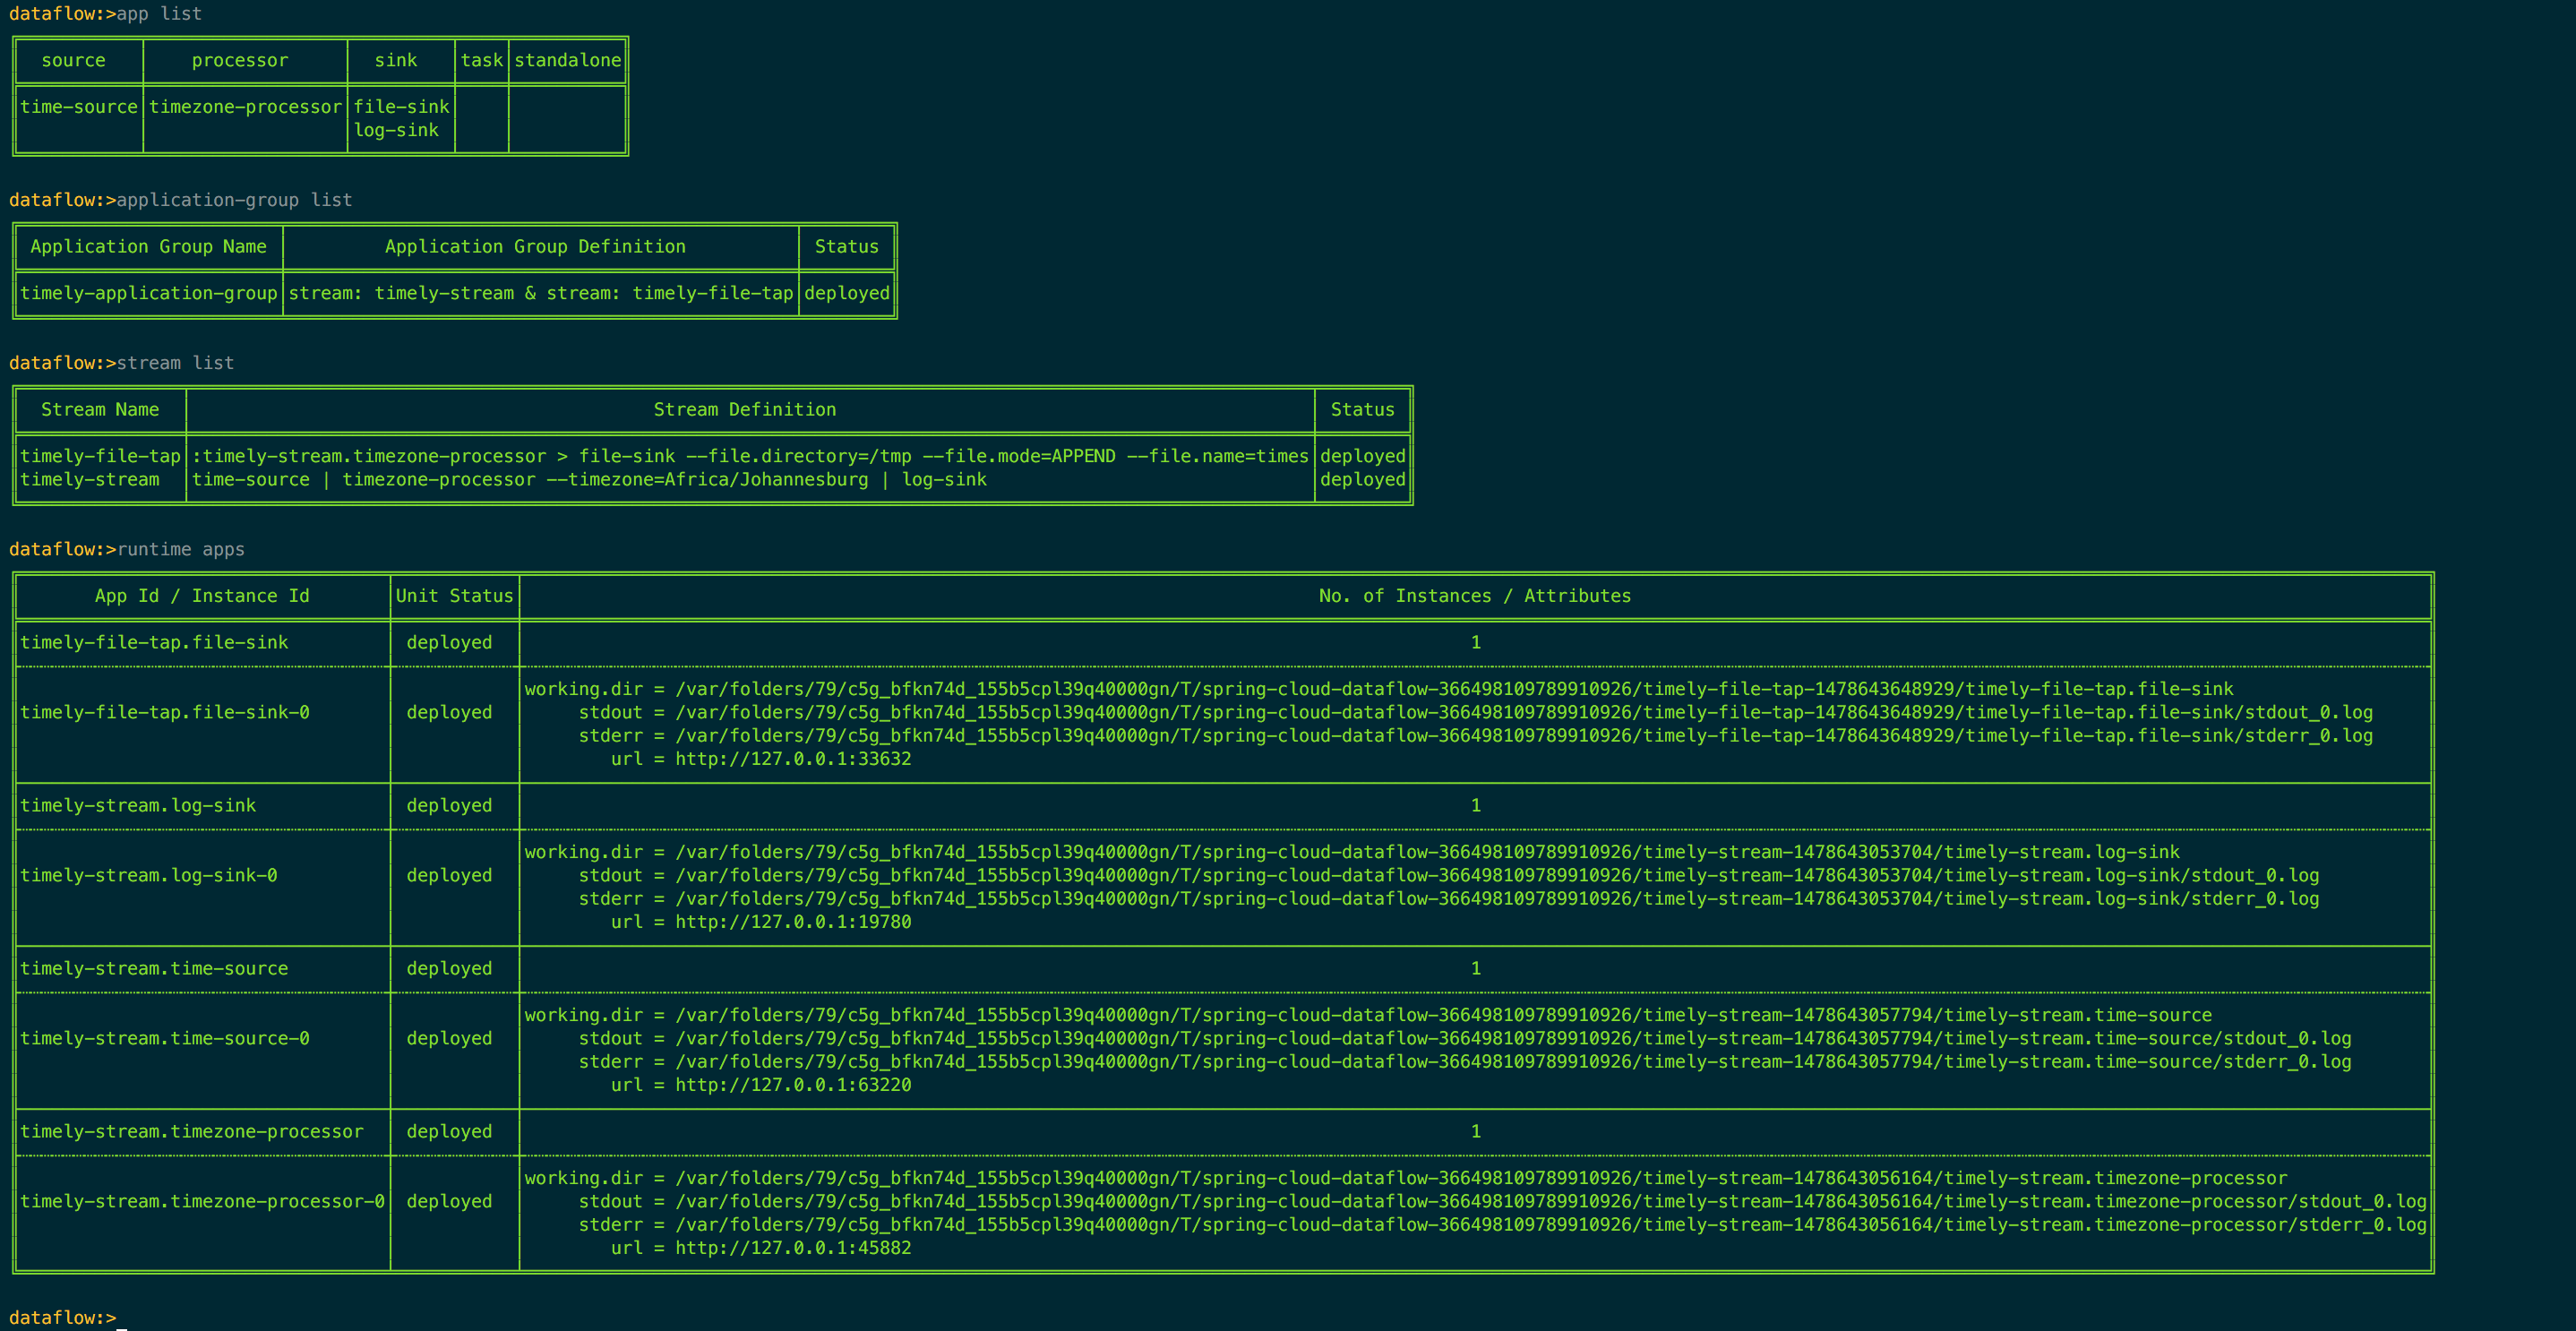 dataflow:>app list
source processor sink task standalone
time-source timezone-processor file-sink
log-sink
dataflow:>application-group list
Application Group Name Application Group Definition Status
timely-application-group stream: timely-stream & stream: timely-file-tap deployed
dataflow:>stream list
Stream Name Stream Definition Status
timely-file-tap :timely-stream.timezone-processor > file-sink --file.directory=/tmp --file.mode=APPEND --file.name=times deployed
timely-stream time-source | timezone-processor --timezone=Africa/Johannesburg | log-sink deployed
dataflow:>runtime apps
App Id / Instance Id Unit Status No. of Instances / Attributes
timely-file-tap.file-sink deployed 1
working.dir = /var/folders/79/c5g_bfkn74d_155b5cpl39q40000gn/T/spring-cloud-dataflow-366498109789910926/timely-file-tap-1478643648929/timely-file-tap.file-sink
timely-file-tap.file-sink-0 deployed stdout = /var/folders/79/c5g_bfkn74d_155b5cpl39q40000gn/T/spring-cloud-dataflow-366498109789910926/timely-file-tap-1478643648929/timely-file-tap.file-sink/stdout_0.log
stderr = /var/folders/79/c5g_bfkn74d_155b5cpl39q40000gn/T/spring-cloud-dataflow-366498109789910926/timely-file-tap-1478643648929/timely-file-tap.file-sink/stderr_0.log
url = http://127.0.0.1:33632
timely-stream.log-sink deployed 1
working.dir = /var/folders/79/c5g_bfkn74d_155b5cpl39q40000gn/T/spring-cloud-dataflow-366498109789910926/timely-stream-1478643053704/timely-stream.log-sink
timely-stream.log-sink-0 deployed stdout = /var/folders/79/c5g_bfkn74d_155b5cpl39q40000gn/T/spring-cloud-dataflow-366498109789910926/timely-stream-1478643053704/timely-stream.log-sink/stdout_0.log
stderr = /var/folders/79/c5g_bfkn74d_155b5cpl39q40000gn/T/spring-cloud-dataflow-366498109789910926/timely-stream-1478643053704/timely-stream.log-sink/stderr_0.log
url = http://127.0.0.1:19780
timely-stream.time-source deployed 1
working.dir = /var/folders/79/c5g_bfkn74d_155b5cpl39q40000gn/T/spring-cloud-dataflow-366498109789910926/timely-stream-1478643057794/timely-stream.time-source
timely-stream.time-source-0 deployed stdout = /var/folders/79/c5g_bfkn74d_155b5cpl39q40000gn/T/spring-cloud-dataflow-366498109789910926/timely-stream-1478643057794/timely-stream.time-source/stdout_0.log
stderr = /var/folders/79/c5g_bfkn74d_155b5cpl39q40000gn/T/spring-cloud-dataflow-366498109789910926/timely-stream-1478643057794/timely-stream.time-source/stderr_0.log
url = http://127.0.0.1:63220
timely-stream.timezone-processor deployed 1
working.dir = /var/folders/79/c5g_bfkn74d_155b5cpl39q40000gn/T/spring-cloud-dataflow-366498109789910926/timely-stream-1478643056164/timely-stream.timezone-processor
timely-stream.timezone-processor-0 deployed stdout = /var/folders/79/c5g_bfkn74d_155b5cpl39q40000gn/T/spring-cloud-dataflow-366498109789910926/timely-stream-1478643056164/timely-stream.timezone-processor/stdout_0.log
stderr = /var/folders/79/c5g_bfkn74d_155b5cpl39q40000gn/T/spring-cloud-dataflow-366498109789910926/timely-stream-1478643056164/timely-stream.timezone-processor/stderr_0.log
url = http://127.0.0.1:45882
dataflow:>